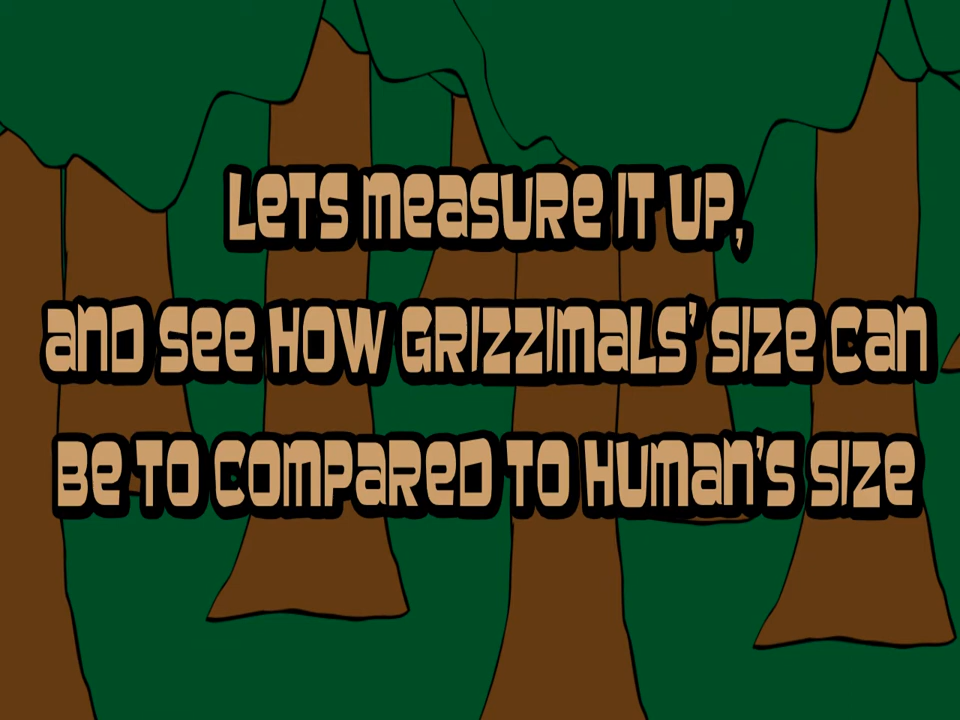 Lets measure it up,
and see how Grizzimals' size can
be to compared to human's size